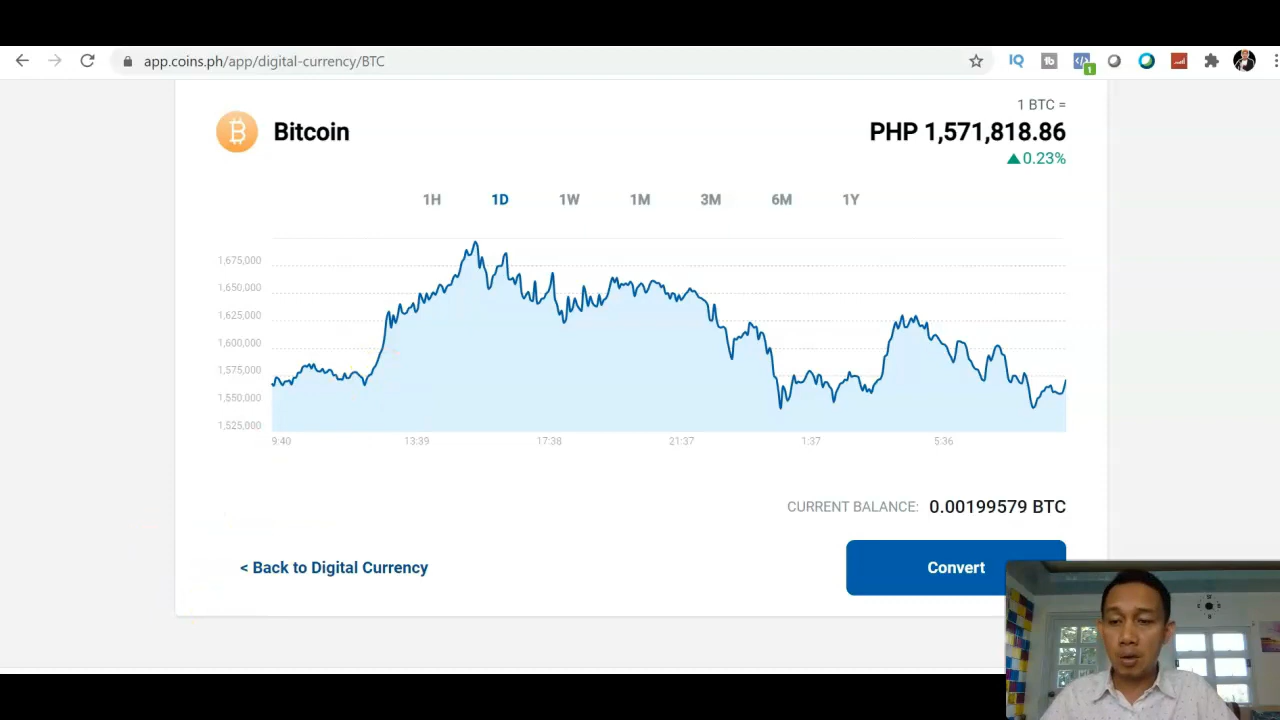 app.coins.ph/app/digital-currency/BTC
IQ
tb
1
1 BTC =
Bitcoin
PHP 1,571,818.86
▲0.23%
1H 1D 1W 1M 3M 6M 1Y
1,675,000
1,650,000
1,625,000
1,600,000
1,575,000
1,550,000
1,525,000
9:40 13:39 17:38 21:37 1:37 5:36
CURRENT BALANCE: 0.00199579 BTC
< Back to Digital Currency
Convert